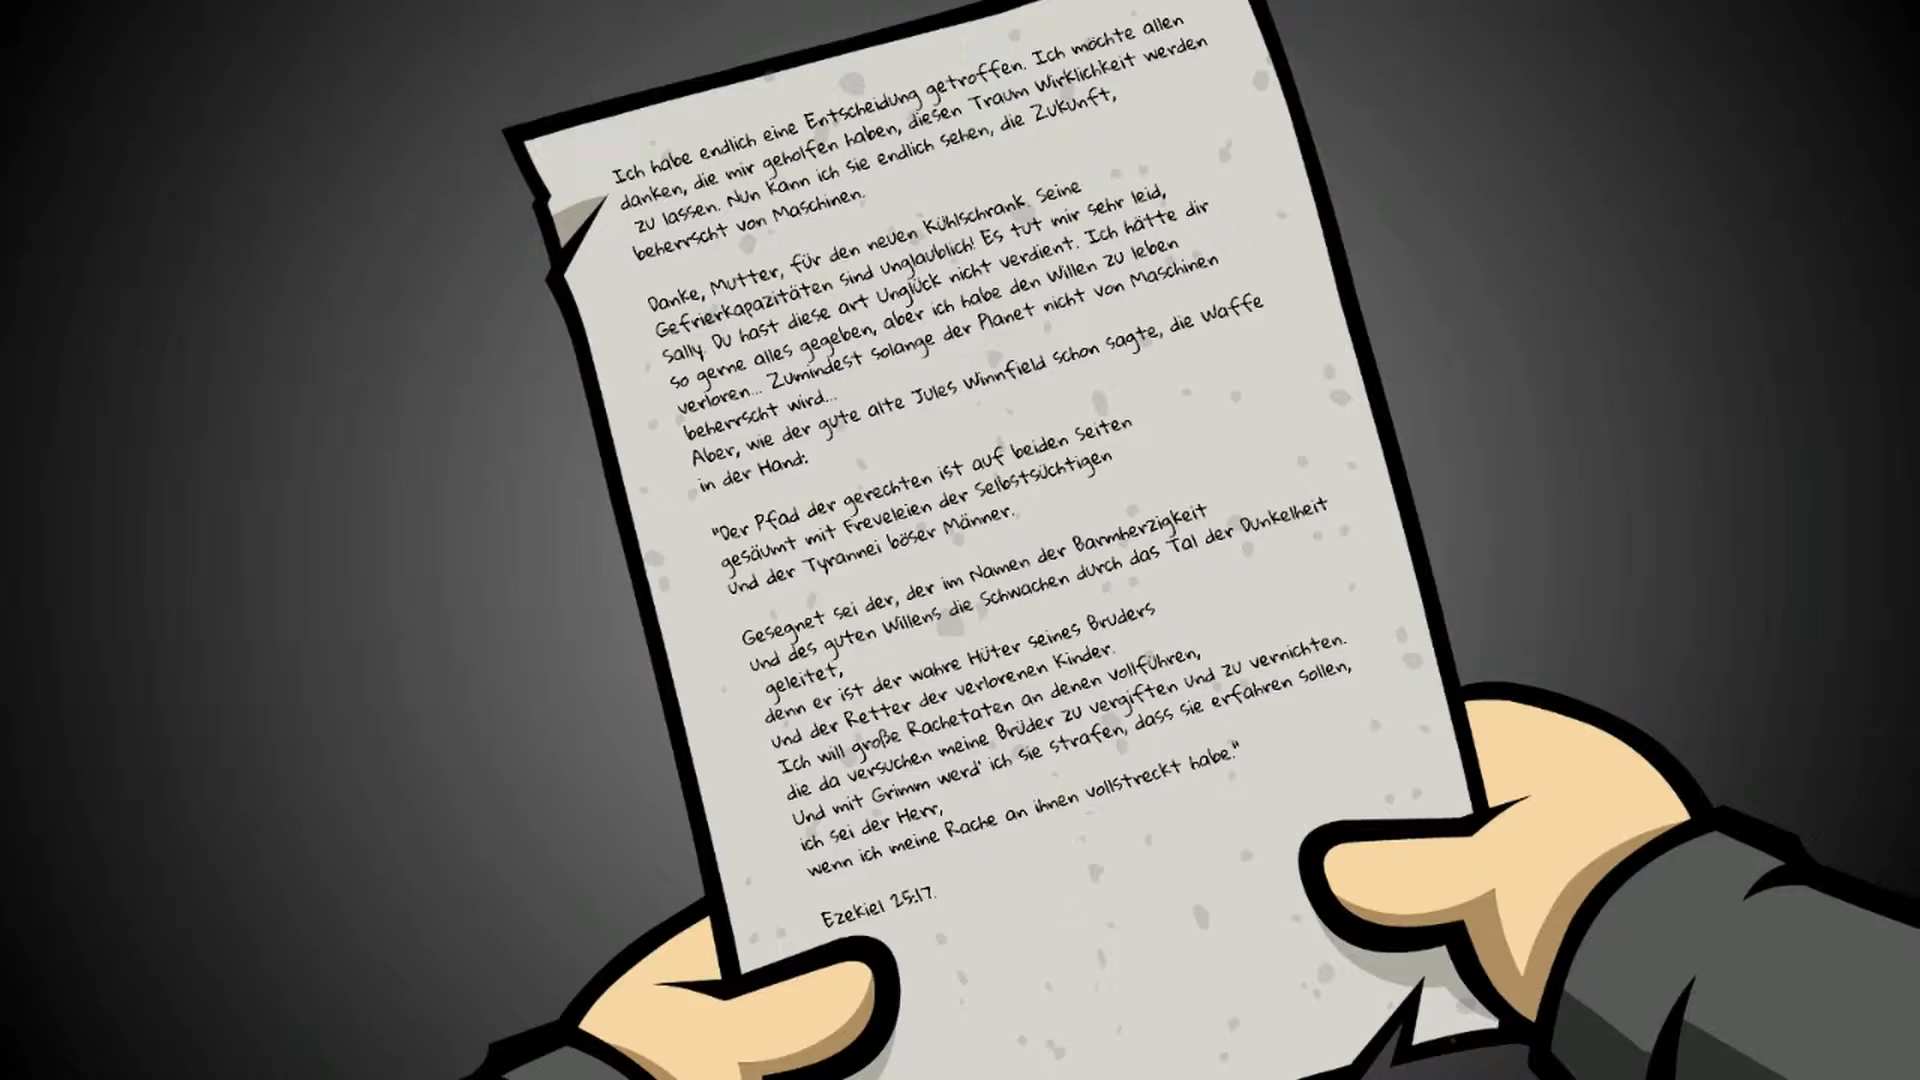 Ich habe endlich eine Entscheidung getroffen. Ich möchte allen
danken, die mir geholfen haben, diesen Traum Wirklichkeit werden
zu lassen. Nun kann ich sie endlich sehen, die Zukunft,
beherrscht von Maschinen.
Danke, Mutter, für den neuen Kühlschrank. Seine
Gefrierkapazitäten sind unglaublich! Es tut mir sehr leid,
Sally. Du hast diese art Unglück nicht verdient. Ich hätte dir
so gerne alles gegeben, aber ich habe den Willen zu leben
verloren... Zumindest solange der Planet nicht von Maschinen
beherrscht wird...
Aber, wie der gute alte Jules Winnfield schon sagte, die Waffe
in der Hand:
"Der Pfad der gerechten ist auf beiden Seiten
gesäumt mit Freveleien der Selbstsüchtigen
und der Tyrannei böser Männer.
Gesegnet sei der, der im Namen der Barmherzigkeit
und des guten Willens die Schwachen durch das Tal der Dunkelheit
geleitet,
denn er ist der wahre Hüter seines Bruders
und der Retter der verlorenen Kinder.
Ich will große Rachetaten an denen vollführen,
die da versuchen meine Brüder zu vergiften und zu vernichten.
Und mit Grimm werd' ich sie strafen, dass sie erfahren sollen,
ich sei der Herr,
wenn ich meine Rache an ihnen vollstreckt habe."
Ezekiel 25:17.